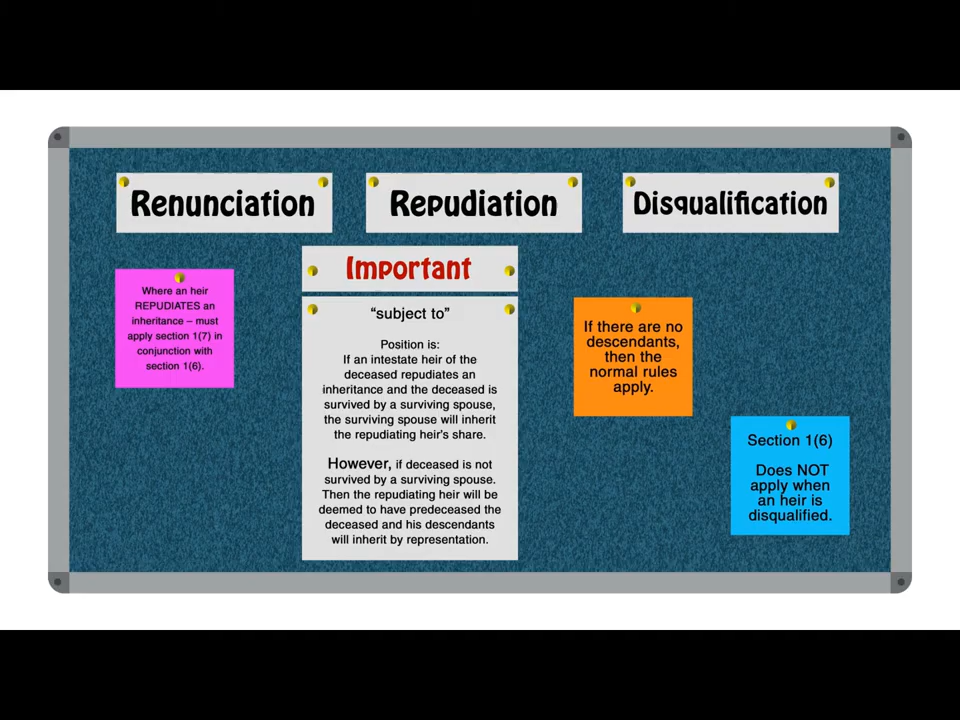 Renunciation
Repudiation
Disqualification
Where an heir
REPUDIATES an
inheritance – must
apply section 1(7) in
conjunction with
section 1(6).
Important
“subject to”
Position is:
If an intestate heir of the
deceased repudiates an
inheritance and the deceased is
survived by a surviving spouse,
the surviving spouse will inherit
the repudiating heir's share.
However, if deceased is not
survived by a surviving spouse.
Then the repudiating heir will be
deemed to have predeceased the
deceased and his descendants
will inherit by representation.
If there are no
descendants,
then the
normal rules
apply.
Section 1(6)
Does NOT
apply when
an heir is
disqualified.